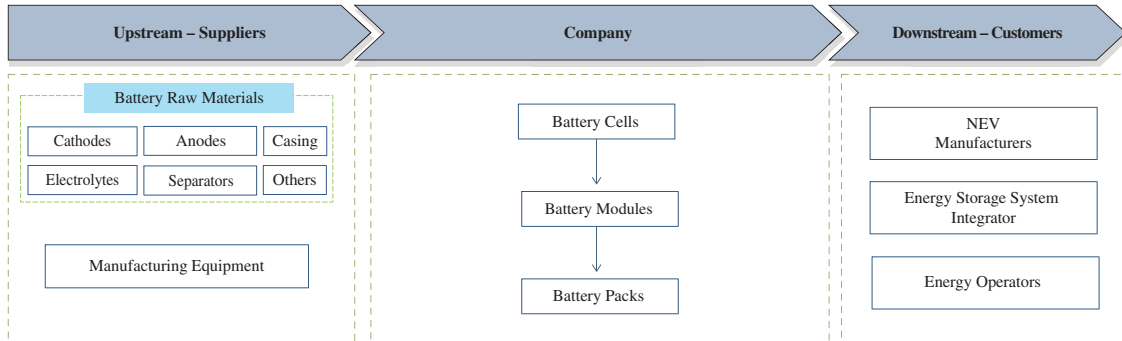 Upstream – Suppliers
Company
Downstream – Customers
Battery Raw Materials
Cathodes
Anodes
Casing
Electrolytes
Separators
Others
Manufacturing Equipment
Battery Cells
Battery Modules
Battery Packs
NEV
Manufacturers
Energy Storage System
Integrator
Energy Operators